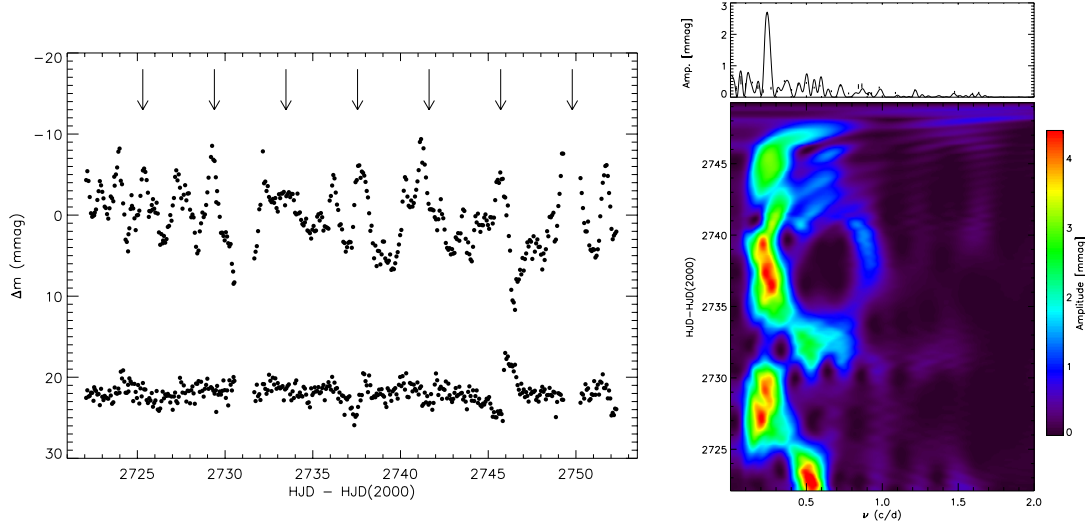 -20
-10
0
10
20
30
Δm (mmag)
2725 2730 2735 2740 2745 2750
HJD - HJD(2000)
3
2
1
0
Amp. [mmag]
2745
2740
2735
2730
2725
HJD-HJD(2000)
0.5 1.0 1.5 2.0
ν (c/d)
4
3
2
1
0
Amplitude [mmag]